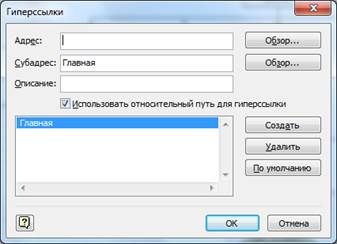 Гиперссылки
Адрес:
Обзор...
Субадрес:
Главная
Обзор...
Описание:
Использовать относительный путь для гиперссылки
Главная
Создать
Удалить
По умолчанию
?
OK
Отмена